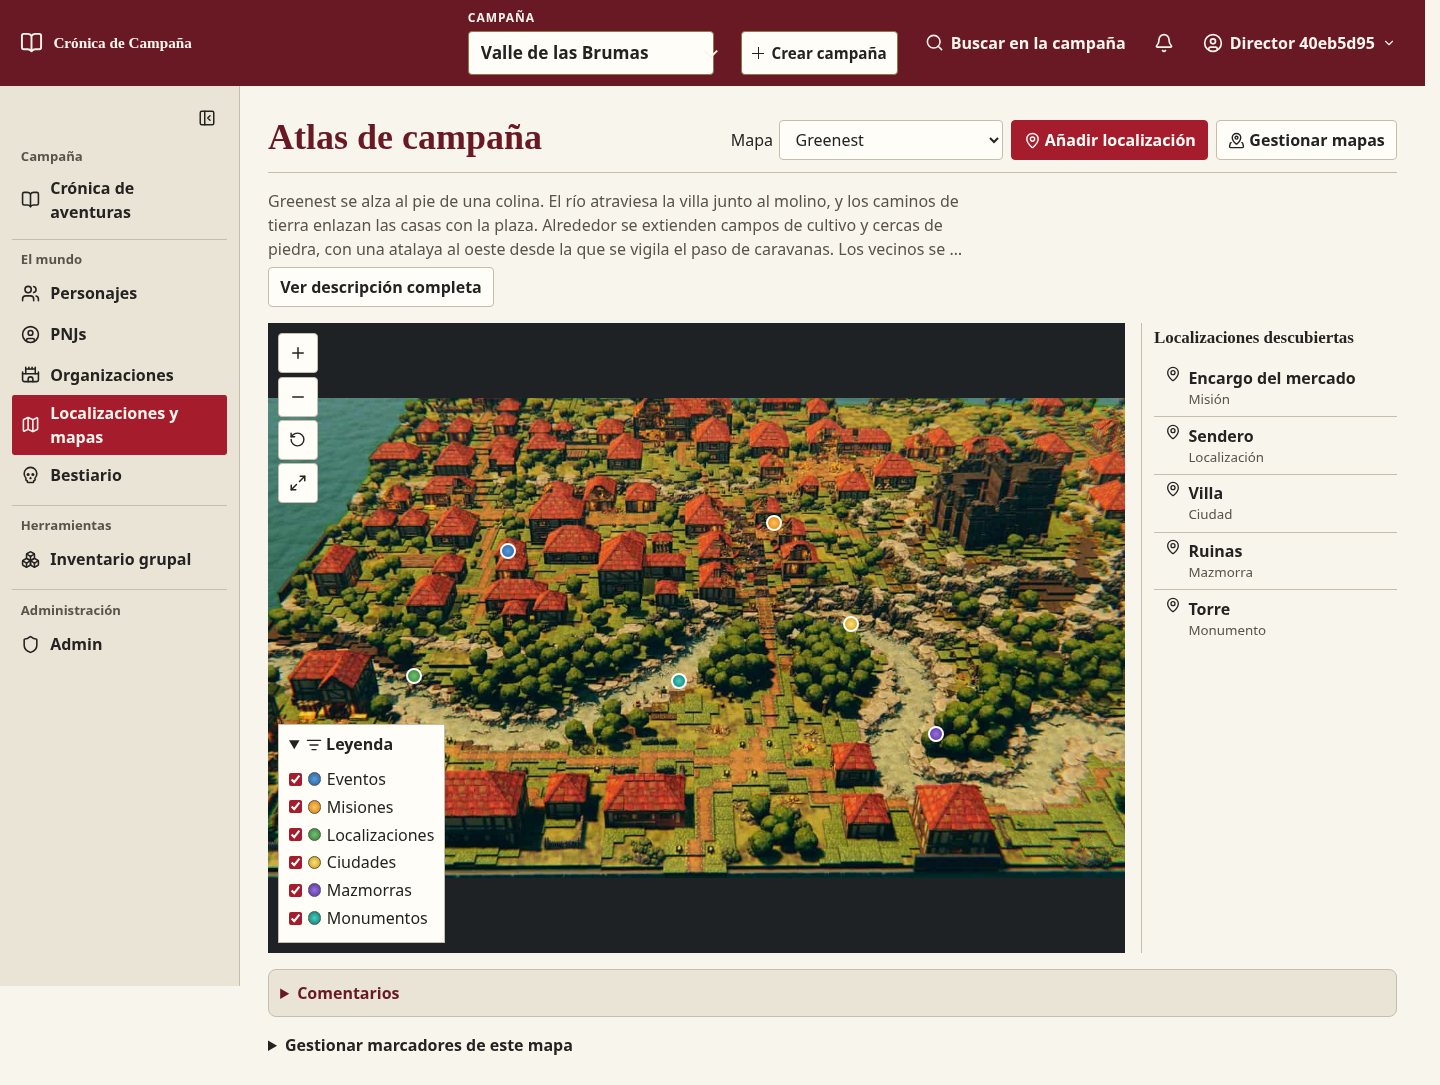 Crónica de Campaña
CAMPAÑA
Valle de las Brumas
Crear campaña
Buscar en la campaña
Director 40eb5d95
Campaña
Crónica de
aventuras
El mundo
Personajes
PNJs
Organizaciones
Localizaciones y
mapas
Bestiario
Herramientas
Inventario grupal
Administración
Admin
Atlas de campaña
Mapa
Greenest
Añadir localización
Gestionar mapas
Greenest se alza al pie de una colina. El río atraviesa la villa junto al molino, y los caminos de
tierra enlazan las casas con la plaza. Alrededor se extienden campos de cultivo y cercas de
piedra, con una atalaya al oeste desde la que se vigila el paso de caravanas. Los vecinos se ...
Ver descripción completa
Leyenda
Eventos
Misiones
Localizaciones
Ciudades
Mazmorras
Monumentos
Localizaciones descubiertas
Encargo del mercado
Misión
Sendero
Localización
Villa
Ciudad
Ruinas
Mazmorra
Torre
Monumento
Comentarios
Gestionar marcadores de este mapa